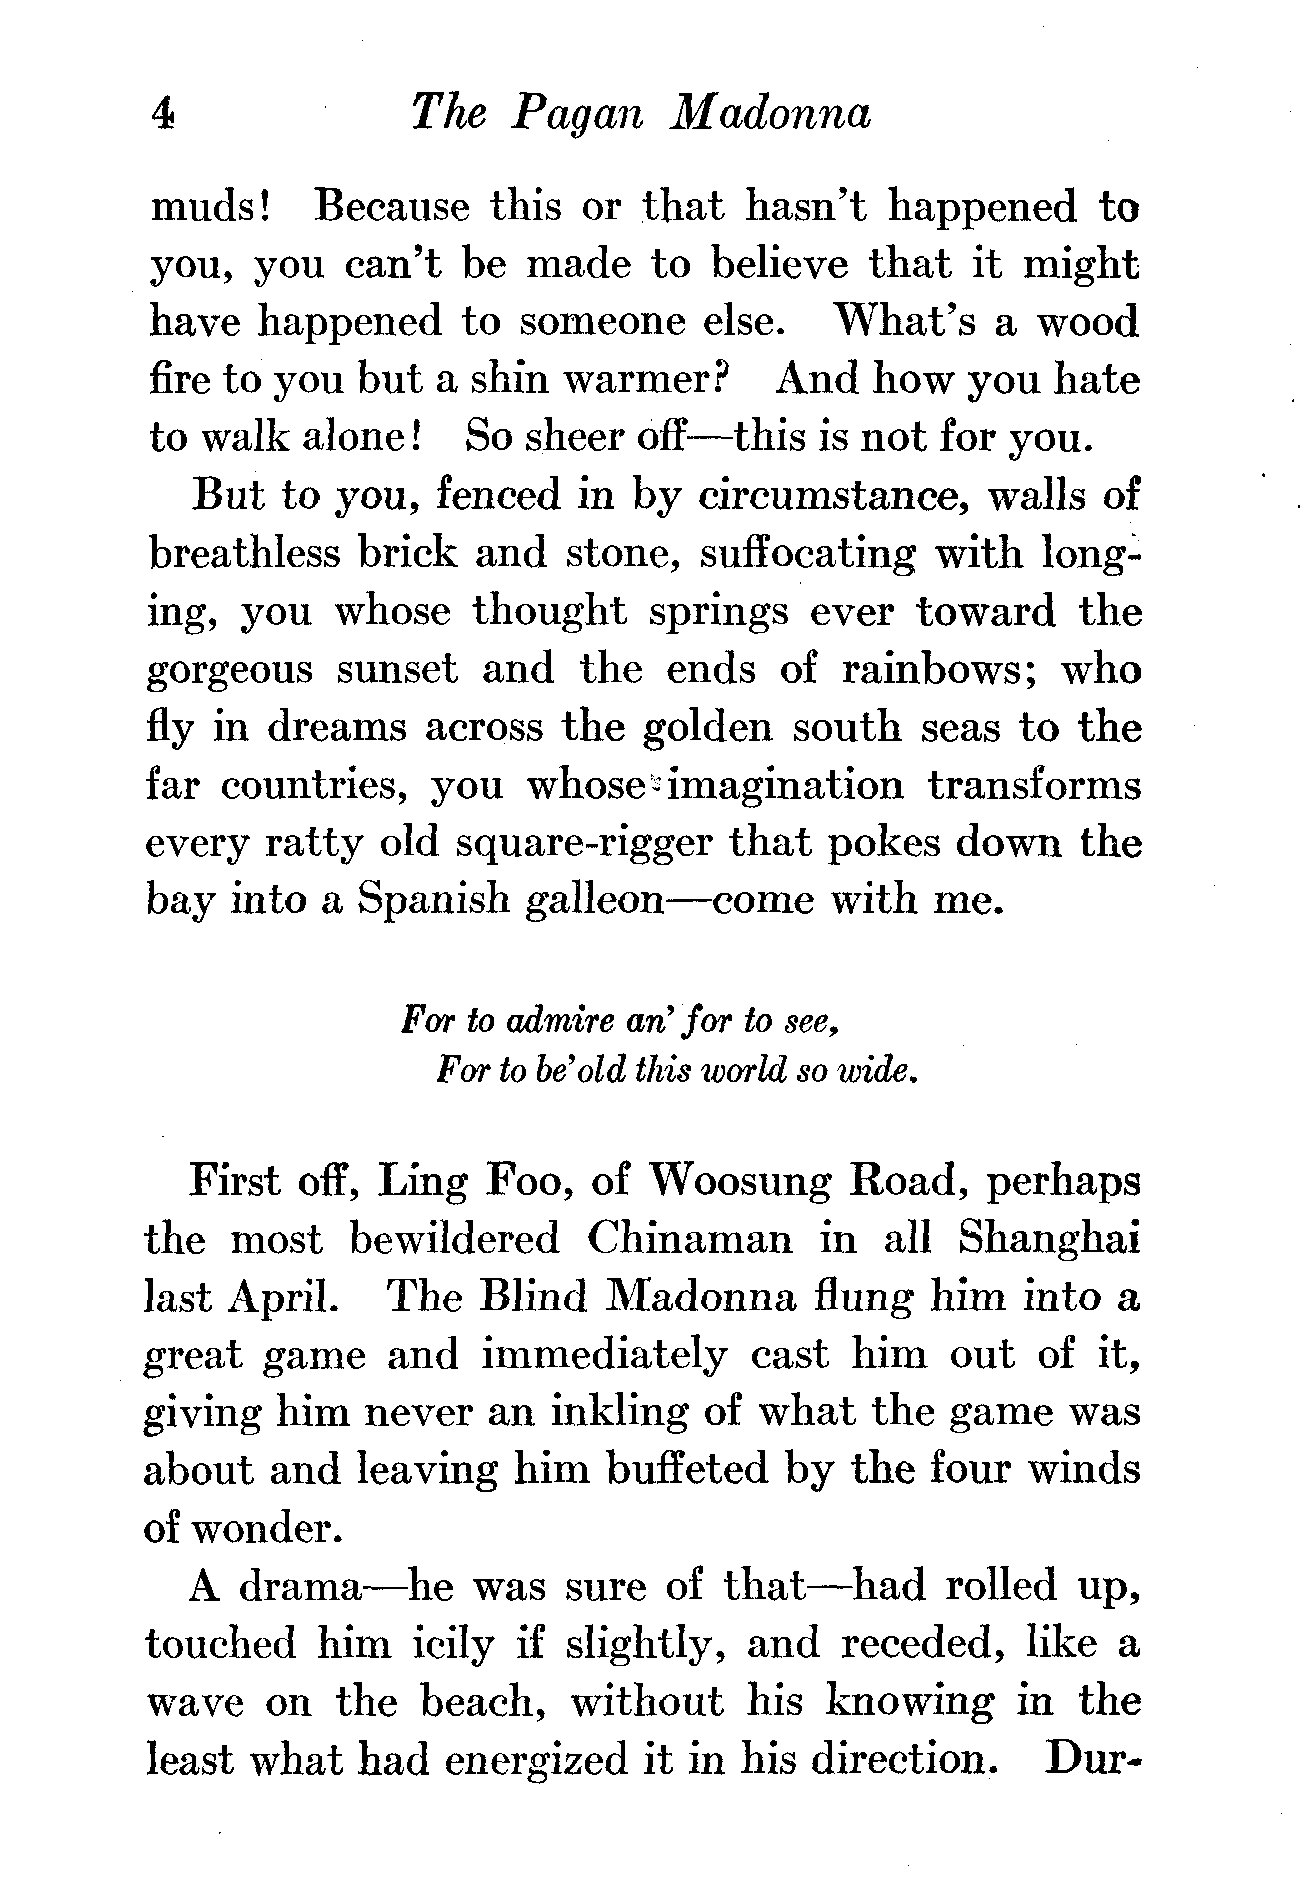 4 The Pagan Madonna
muds! Because this or that hasn't happened to
you, you can't be made to believe that it might
have happened to someone else. What's a wood
fire to you but a shin warmer? And how you hate
to walk alone! So sheer off—this is not for you.
But to you, fenced in by circumstance, walls of
breathless brick and stone, suffocating with long-
ing, you whose thought springs ever toward the
gorgeous sunset and the ends of rainbows; who
fly in dreams across the golden south seas to the
far countries, you whose imagination transforms
every ratty old square-rigger that pokes down the
bay into a Spanish galleon—come with me.
For to admire an' for to see,
For to be'old this world so wide.
First off, Ling Foo, of Woosung Road, perhaps
the most bewildered Chinaman in all Shanghai
last April. The Blind Madonna flung him into a
great game and immediately cast him out of it,
giving him never an inkling of what the game was
about and leaving him buffeted by the four winds
of wonder.
A drama—he was sure of that—had rolled up,
touched him icily if slightly, and receded, like a
wave on the beach, without his knowing in the
least what had energized it in his direction. Dur-